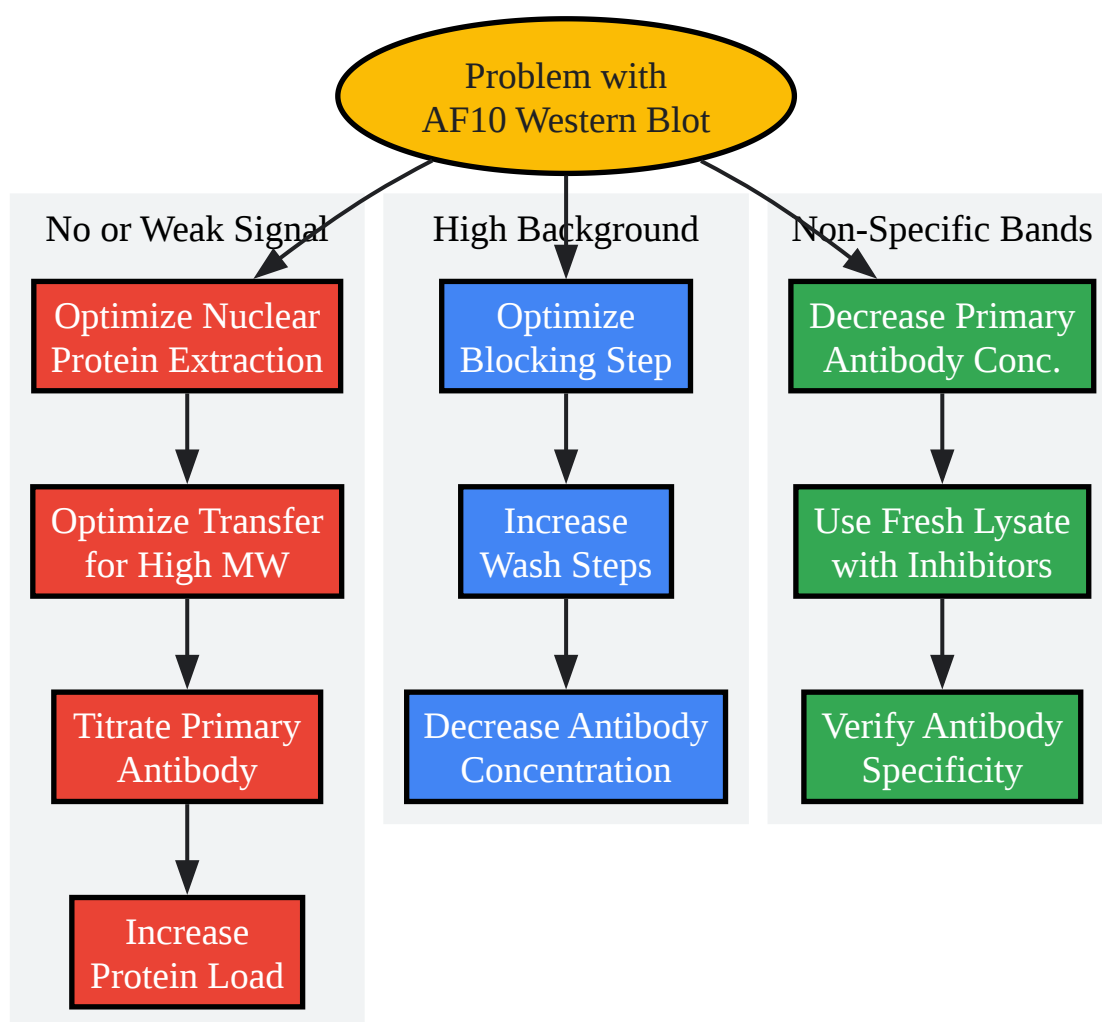 Problem with
AF10 Western Blot
No or Weak Signal
Optimize Nuclear
Protein Extraction
Optimize Transfer
for High MW
Titrate Primary
Antibody
Increase
Protein Load
High Background
Optimize
Blocking Step
Increase
Wash Steps
Decrease Antibody
Concentration
Non-Specific Bands
Decrease Primary
Antibody Conc.
Use Fresh Lysate
with Inhibitors
Verify Antibody
Specificity